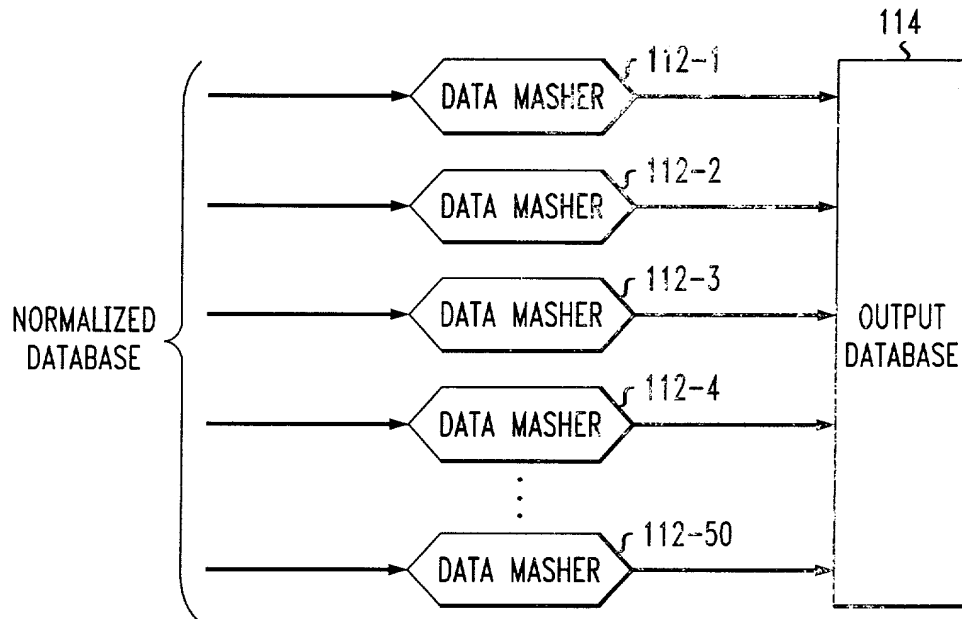 114
112-1
DATA MASHER
112-2
DATA MASHER
112-3
DATA MASHER
NORMALIZED
DATABASE
OUTPUT
DATABASE
112-4
DATA MASHER
112-50
DATA MASHER